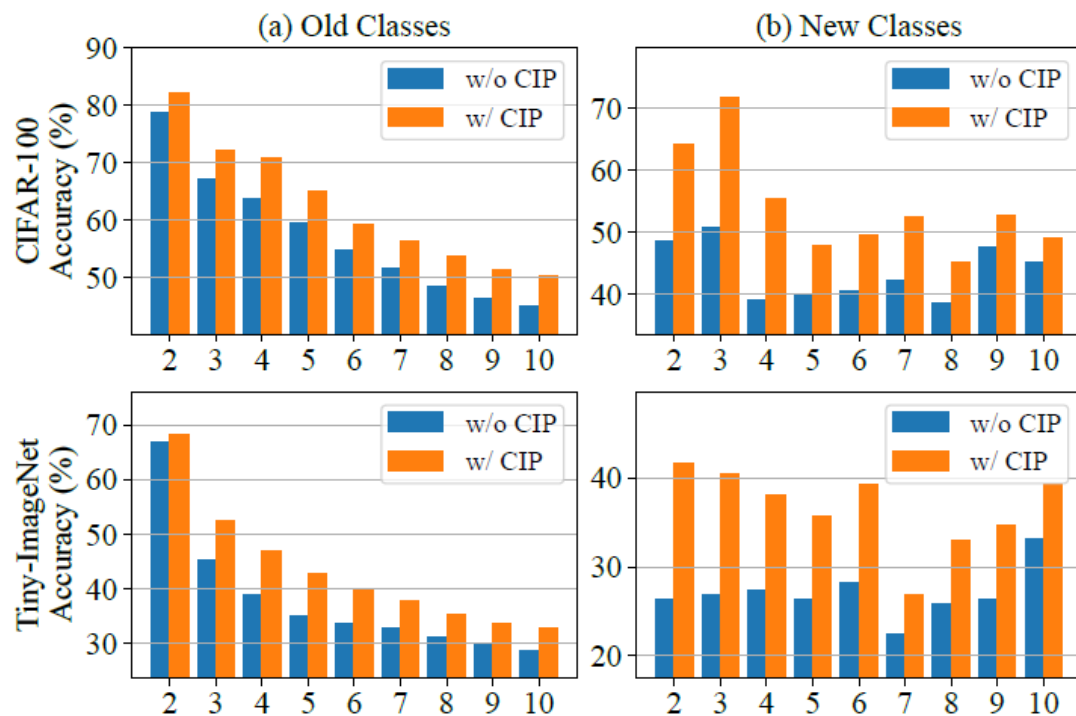 (a) Old Classes
(b) New Classes
CIFAR-100
Accuracy (%)
90
80
70
60
50
w/o CIP
w/ CIP
2 3 4 5 6 7 8 9 10
70
60
50
40
w/o CIP
w/ CIP
2 3 4 5 6 7 8 9 10
Tiny-ImageNet
Accuracy (%)
70
60
50
40
30
w/o CIP
w/ CIP
2 3 4 5 6 7 8 9 10
40
30
20
w/o CIP
w/ CIP
2 3 4 5 6 7 8 9 10